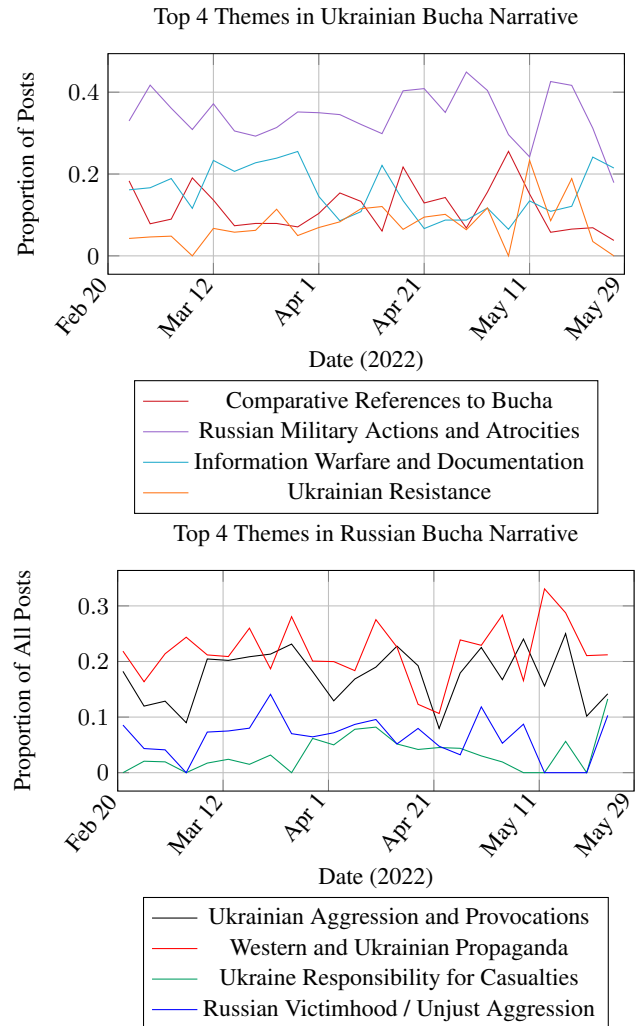 Top 4 Themes in Ukrainian Bucha Narrative
Proportion of Posts
0.4
0.2
0
Feb 20
Mar 12
Apr 1
Apr 21
May 11
May 29
Date (2022)
Comparative References to Bucha
Russian Military Actions and Atrocities
Information Warfare and Documentation
Ukrainian Resistance
Top 4 Themes in Russian Bucha Narrative
Proportion of All Posts
0.3
0.2
0.1
0
Feb 20
Mar 12
Apr 1
Apr 21
May 11
May 29
Date (2022)
Ukrainian Aggression and Provocations
Western and Ukrainian Propaganda
Ukraine Responsibility for Casualties
Russian Victimhood / Unjust Aggression